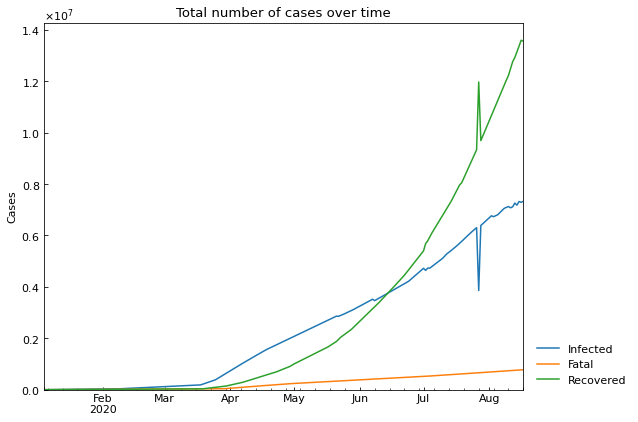 Total number of cases over time
×10⁷
1.4
1.2
1.0
0.8
0.6
0.4
0.2
0.0
Cases
Feb Mar Apr May Jun Jul Aug
2020
Infected
Fatal
Recovered